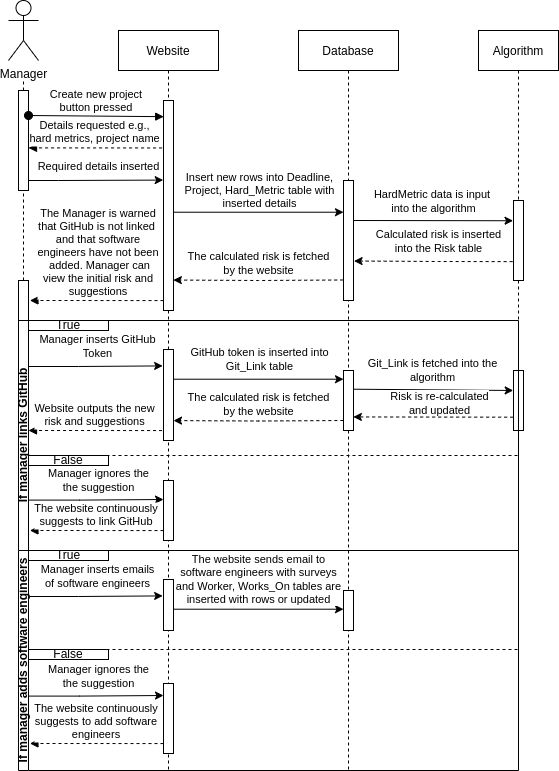 Manager
Website
Database
Algorithm
Create new project
button pressed
Details requested e.g.,
hard metrics, project name
Required details inserted
Insert new rows into Deadline,
Project, Hard_Metric table with
inserted details
HardMetric data is input
into the algorithm
Calculated risk is inserted
into the Risk table
The calculated risk is fetched
by the website
The Manager is warned
that GitHub is not linked
and that software
engineers have not been
added. Manager can
view the initial risk and
suggestions
If manager links GitHub
True
Manager inserts GitHub
Token
GitHub token is inserted into
Git_Link table
Git_Link is fetched into the
algorithm
Risk is re-calculated
and updated
The calculated risk is fetched
by the website
Website outputs the new
risk and suggestions
False
Manager ignores the
the suggestion
The website continuously
suggests to link GitHub
If manager adds software engineers
True
Manager inserts emails
of software engineers
The website sends email to
software engineers with surveys
and Worker, Works_On tables are
inserted with rows or updated
False
Manager ignores the
the suggestion
The website continuously
suggests to add software
engineers